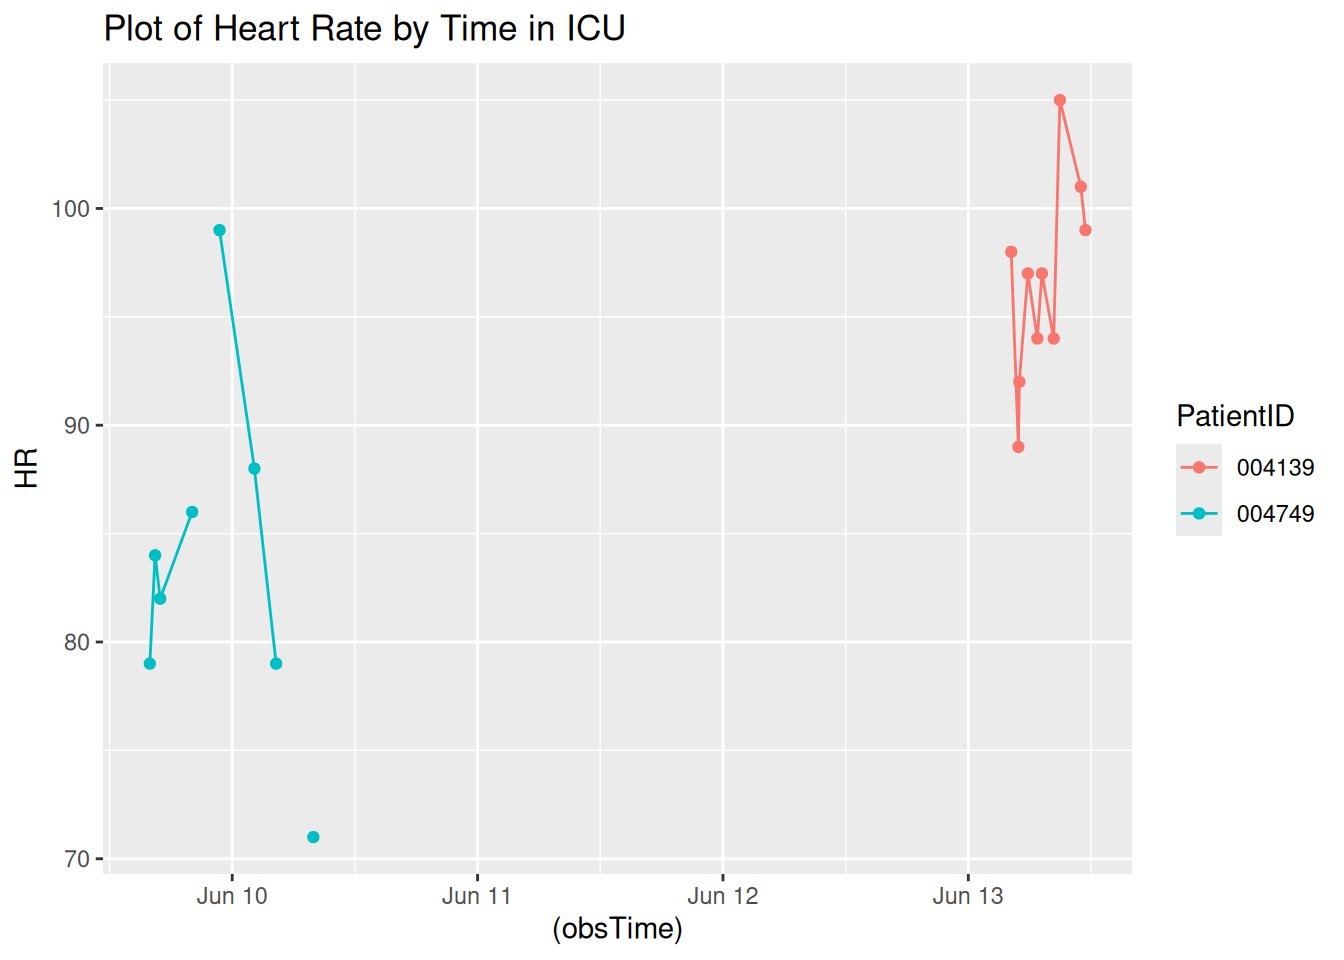 Plot of Heart Rate by Time in ICU
100
90
80
70
HR
Jun 10
Jun 11
Jun 12
Jun 13
(obsTime)
PatientID
004139
004749